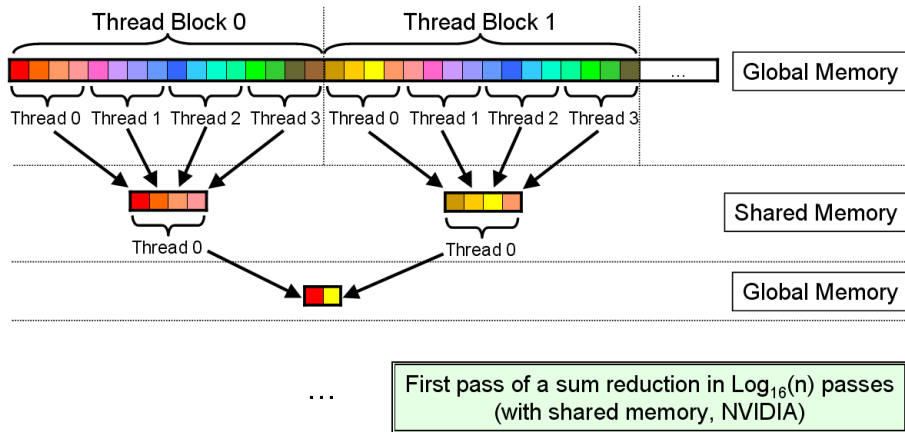 Thread Block 0 Thread Block 1
... Global Memory
Thread 0 Thread 1 Thread 2 Thread 3 Thread 0 Thread 1 Thread 2 Thread 3
Shared Memory
Thread 0 Thread 0
Global Memory
...
First pass of a sum reduction in Log16(n) passes
(with shared memory, NVIDIA)